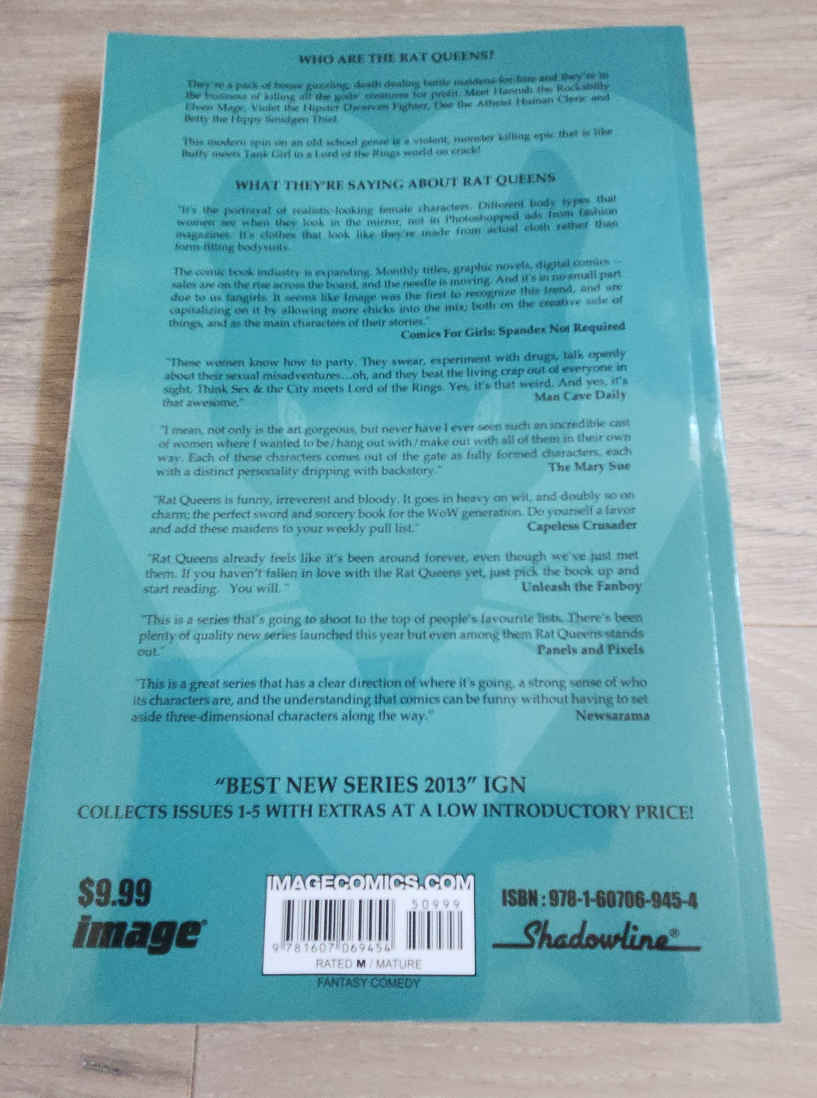 WHO ARE THE RAT QUEENS?
They're a pack of booze guzzling, death dealing battle maidens-for-hire and they're in
the business of killing all the gods' creatures for profit. Meet Hannah the Rockabilly
Elven Mage, Violet the Hipster Dwarven Fighter, Dee the Atheist Human Cleric and
Betty the Hippy Smidgen Thief.
This modern spin on an old school genre is a violent, monster killing epic that is like
Buffy meets Tank Girl in a Lord of the Rings world on crack!
WHAT THEY'RE SAYING ABOUT RAT QUEENS
"It's the portrayal of realistic-looking female characters. Different body types that
women see when they look in the mirror, not in Photoshopped ads from fashion
magazines. It's clothes that look like they're made from actual cloth rather than
form-fitting bodysuits.
The comic book industry is expanding. Monthly titles, graphic novels, digital comics --
sales are on the rise across the board, and the needle is moving. And it's in no small part
due to us fangirls. It seems like Image was the first to recognize this trend, and are
capitalizing on it by allowing more chicks into the mix; both on the creative side of
things, and as the main characters of their stories."
Comics For Girls: Spandex Not Required
"These women know how to party. They swear, experiment with drugs, talk openly
about their sexual misadventures...oh, and they beat the living crap out of everyone in
sight. Think Sex & the City meets Lord of the Rings. Yes, it's that weird. And yes, it's
that awesome." Man Cave Daily
"I mean, not only is the art gorgeous, but never have I ever seen such an incredible cast
of women where I wanted to be/hang out with/make out with all of them in their own
way. Each of these characters comes out of the gate as fully formed characters, each
with a distinct personality dripping with backstory." The Mary Sue
"Rat Queens is funny, irreverent and bloody. It goes in heavy on wit, and doubly so on
charm; the perfect sword and sorcery book for the WoW generation. Do yourself a favor
and add these maidens to your weekly pull list." Capeless Crusader
"Rat Queens already feels like it's been around forever, even though we've just met
them. If you haven't fallen in love with the Rat Queens yet, just pick the book up and
start reading. You will. " Unleash the Fanboy
"This is a series that's going to shoot to the top of people's favourite lists. There's been
plenty of quality new series launched this year but even among them Rat Queens stands
out." Panels and Pixels
"This is a great series that has a clear direction of where it's going, a strong sense of who
its characters are, and the understanding that comics can be funny without having to set
aside three-dimensional characters along the way." Newsarama
"BEST NEW SERIES 2013" IGN
COLLECTS ISSUES 1-5 WITH EXTRAS AT A LOW INTRODUCTORY PRICE!
$9.99
image®
IMAGECOMICS.COM
50999
9 781607 069454
RATED M / MATURE
FANTASY COMEDY
ISBN : 978-1-60706-945-4
Shadowline®